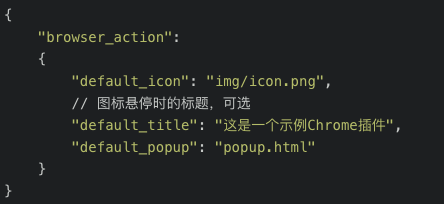 {
"browser_action":
{
"default_icon": "img/icon.png",
// 图标悬停时的标题，可选
"default_title": "这是一个示例Chrome插件",
"default_popup": "popup.html"
}
}